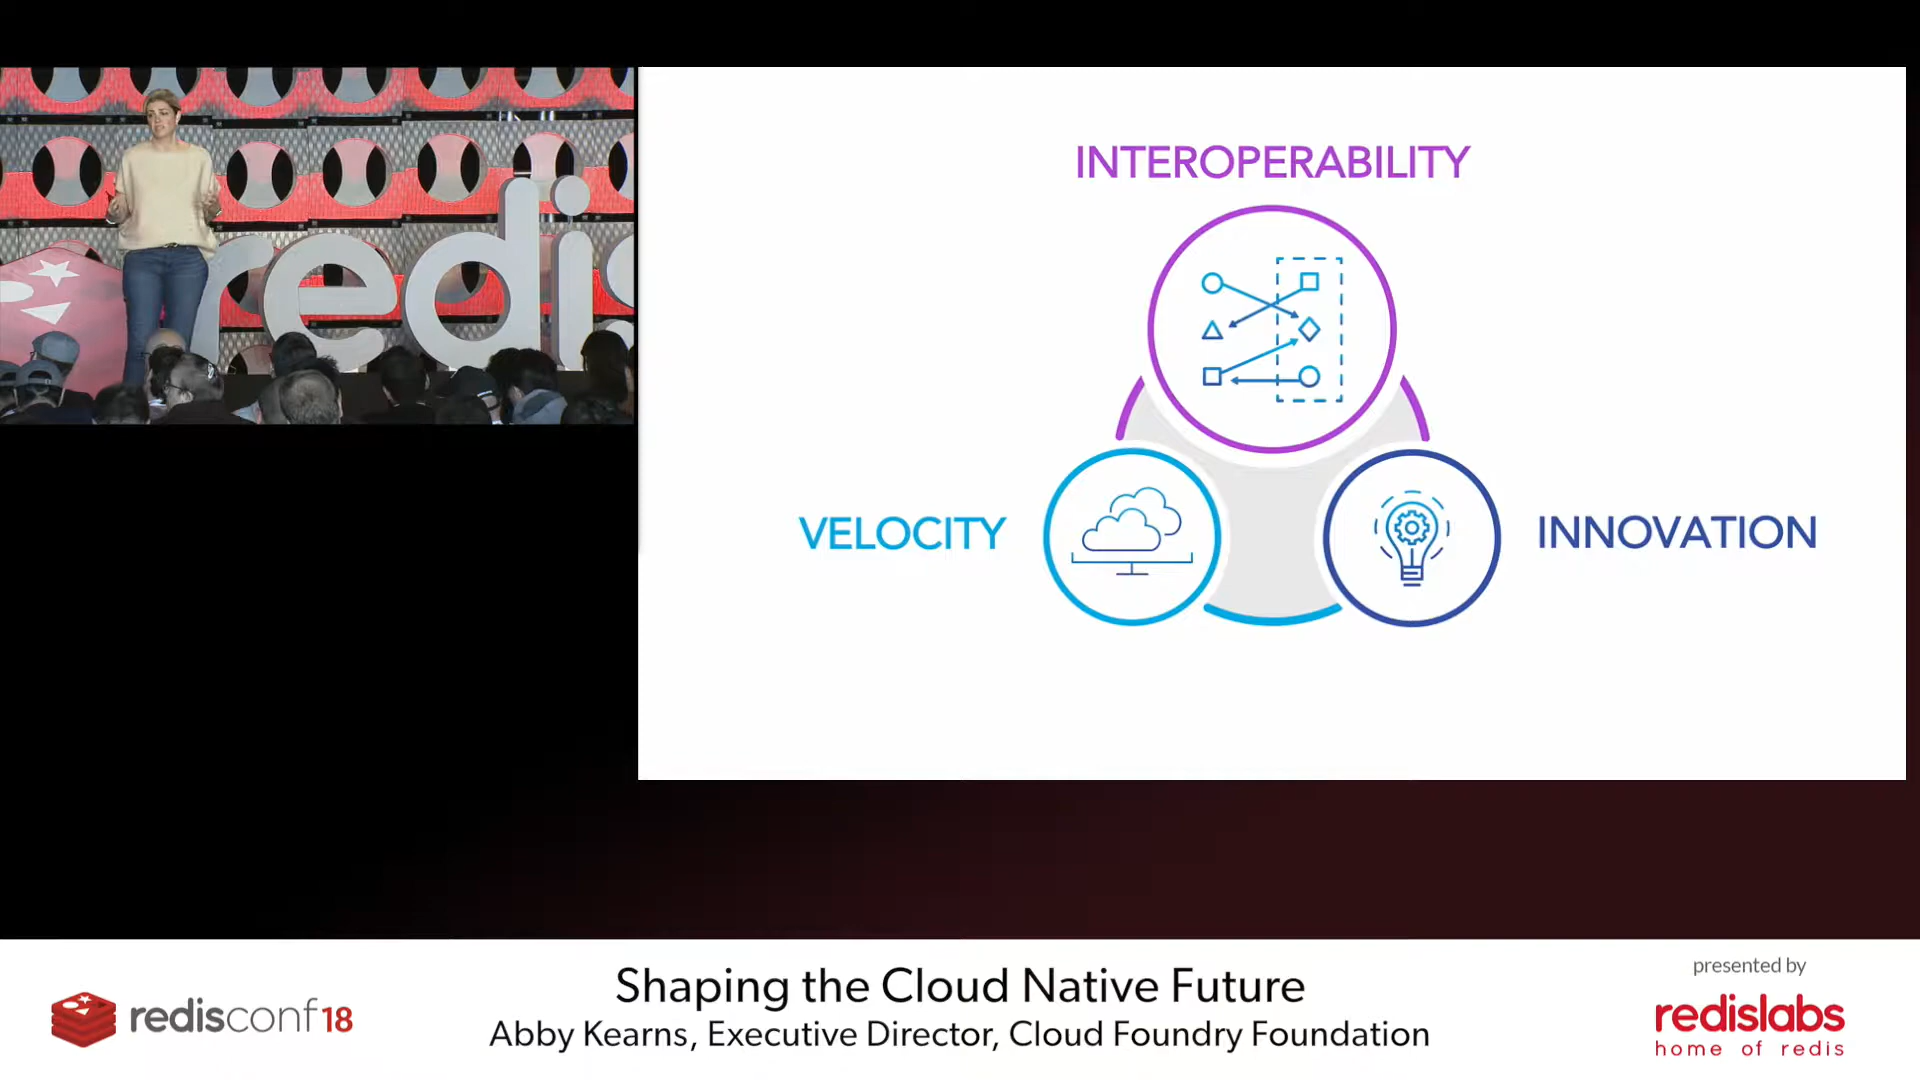 redis
INTEROPERABILITY
VELOCITY
INNOVATION
redisconf18
Shaping the Cloud Native Future
Abby Kearns, Executive Director, Cloud Foundry Foundation
presented by
redislabs
home of redis